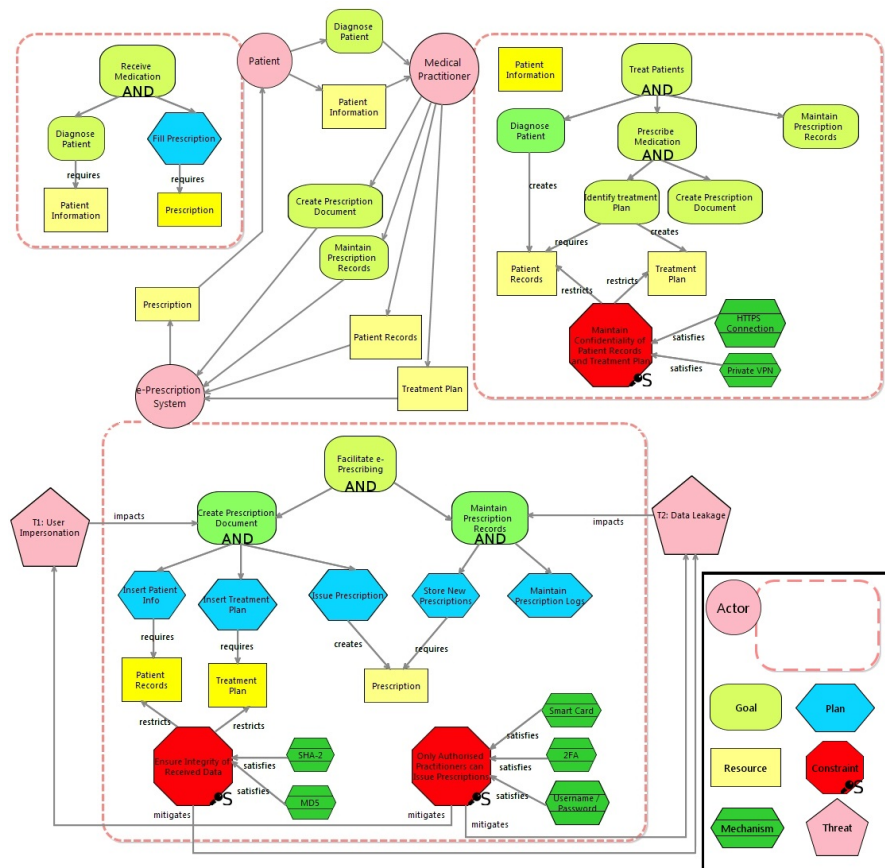 Receive
Medication
AND
Diagnose
Patient
Fill Prescription
requires
requires
Patient
Information
Prescription
Patient
Diagnose
Patient
Medical
Practitioner
Patient
Information
Create Prescription
Document
Maintain
Prescription
Records
Prescription
Patient Records
Treatment Plan
e-Prescription
System
Patient
Information
Treat Patients
AND
Diagnose
Patient
Prescribe
Medication
AND
Maintain
Prescription
Records
creates
Identify treatment
Plan
Create Prescription
Document
requires
creates
Patient
Records
Treatment
Plan
restricts
restricts
Maintain
Confidentiality of
Patient Records
and Treatment Plan
S
HTTPS
Connection
satisfies
Private VPN
satisfies
Facilitate e-
Prescribing
AND
T1: User
Impersonation
impacts
Create Prescription
Document
AND
Maintain
Prescription
Records
AND
impacts
T2: Data Leakage
Insert Patient
Info
Insert Treatment
Plan
Issue Prescription
Store New
Prescriptions
Maintain
Prescription Logs
requires
requires
creates
requires
Patient
Records
Treatment
Plan
Prescription
restricts
restricts
Ensure Integrity of
Received Data
S
SHA-2
satisfies
satisfies
MD5
mitigates
Only Authorised
Practitioners can
Issue Prescriptions
S
Smart Card
satisfies
2FA
satisfies
satisfies
Username /
Password
mitigates
Actor
Goal
Plan
Resource
Constraint
S
Mechanism
Threat